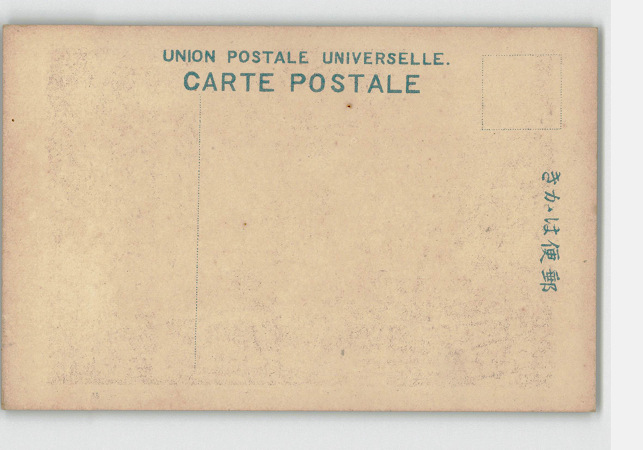 UNION POSTALE UNIVERSELLE.
CARTE POSTALE
きかは便郵